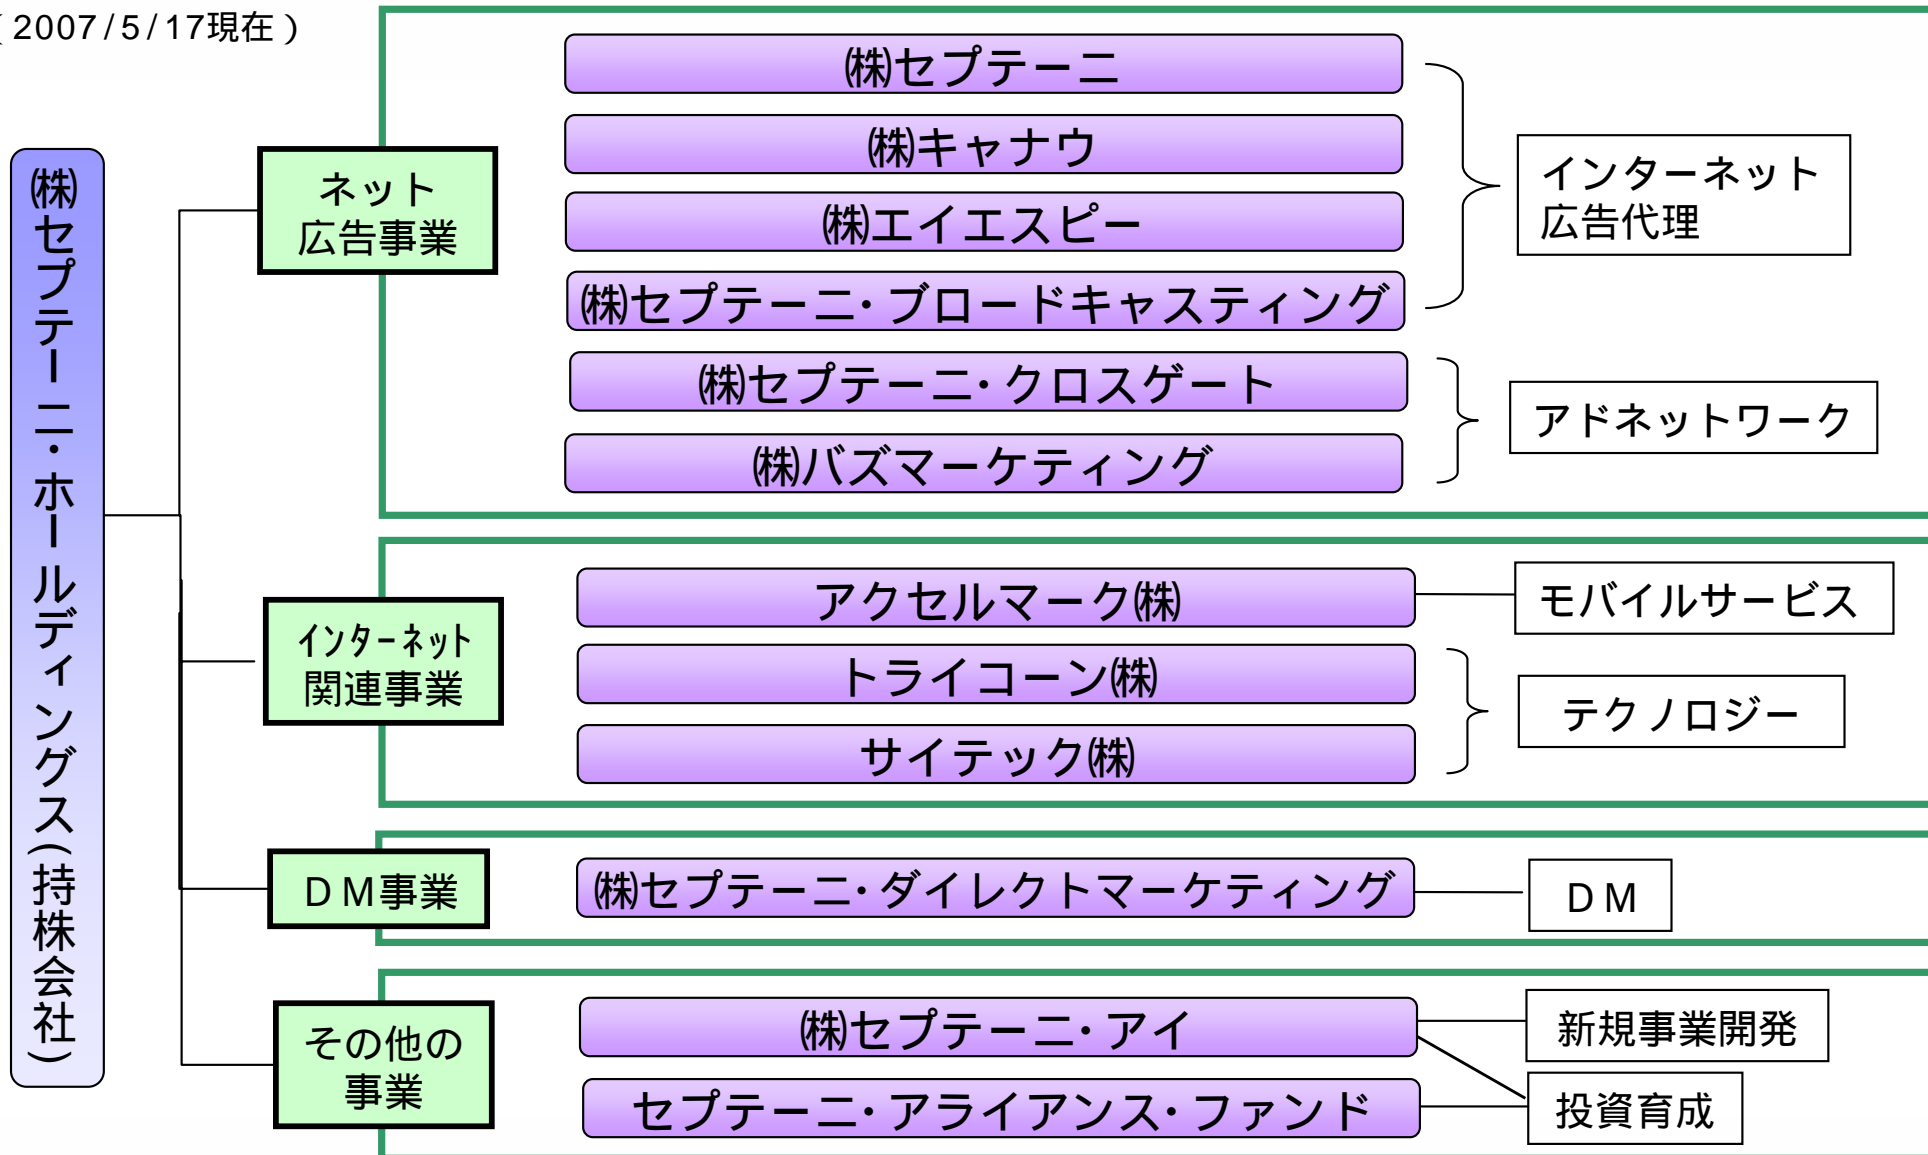 (2007/5/17現在)
㈱セプテーニ・ホールディングス(持株会社)
ネット
広告事業
㈱セプテーニ
㈱キャナウ
㈱エイエスピー
㈱セプテーニ・ブロードキャスティング
インターネット
広告代理
㈱セプテーニ・クロスゲート
㈱バズマーケティング
アドネットワーク
インターネット
関連事業
アクセルマーク㈱
モバイルサービス
トライコーン㈱
サイテック㈱
テクノロジー
DM事業
㈱セプテーニ・ダイレクトマーケティング
DM
その他の
事業
㈱セプテーニ・アイ
新規事業開発
セプテーニ・アライアンス・ファンド
投資育成